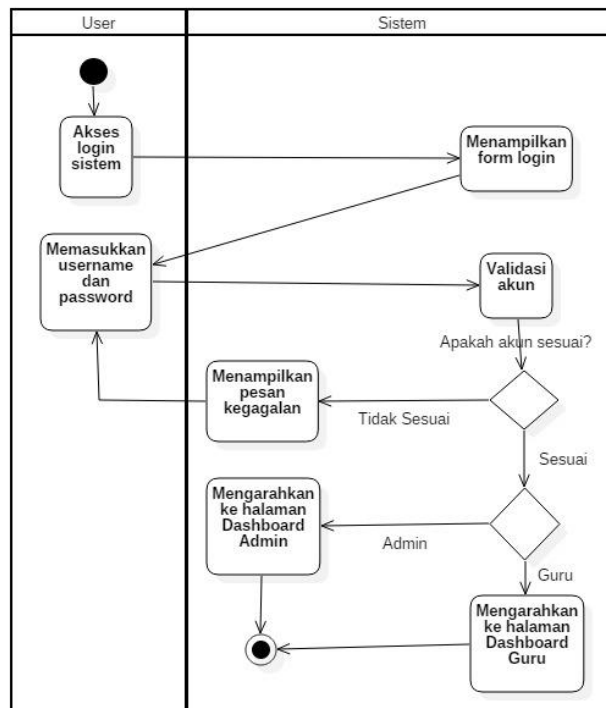 User
Sistem
Akses
login
sistem
Menampilkan
form login
Memasukkan
username
dan
password
Validasi
akun
Apakah akun sesuai?
Menampilkan
pesan
kegagalan
Tidak Sesuai
Sesuai
Mengarahkan
ke halaman
Dashboard
Admin
Admin
Guru
Mengarahkan
ke halaman
Dashboard
Guru